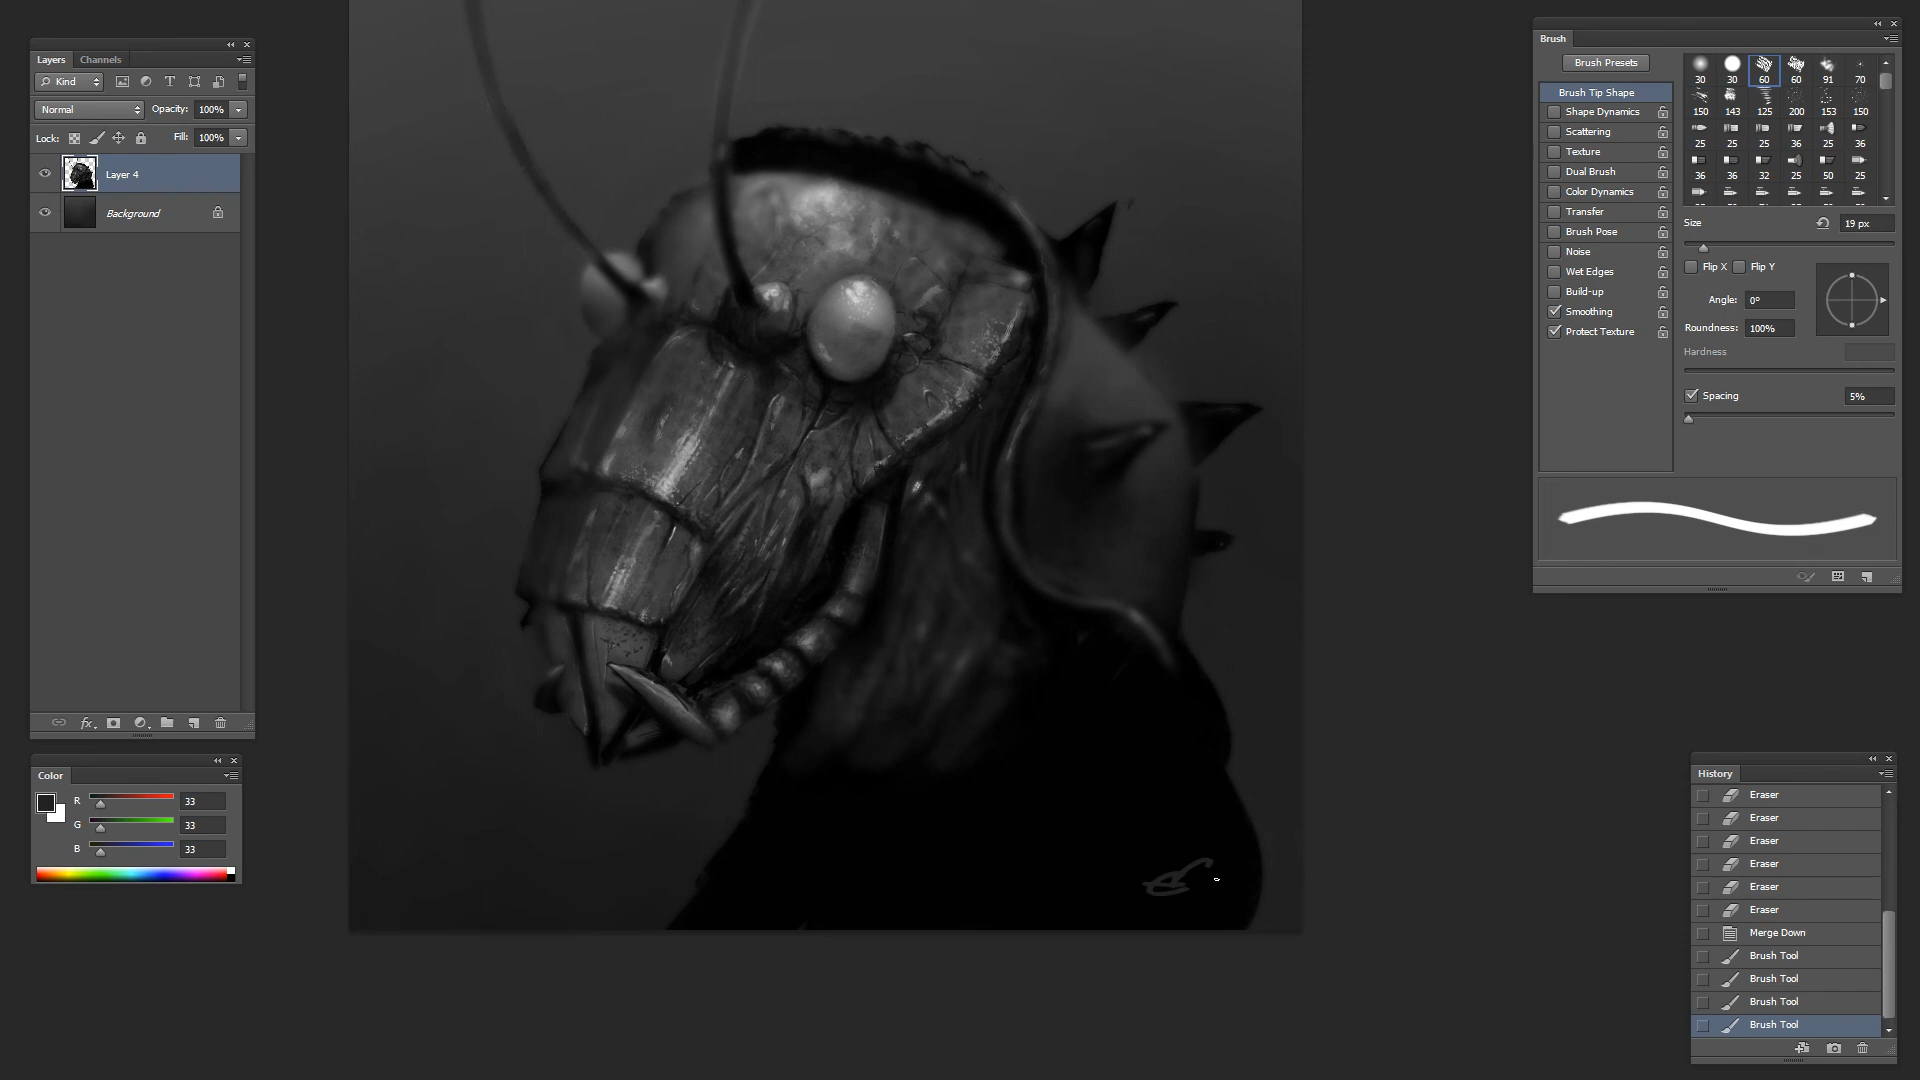 Layers Channels
Kind
Normal Opacity: 100%
Lock: Fill: 100%
Layer 4
Background
fx
Color
R 33
G 33
B 33
Brush
Brush Presets
Brush Tip Shape
Shape Dynamics
Scattering
Texture
Dual Brush
Color Dynamics
Transfer
Brush Pose
Noise
Wet Edges
Build-up
Smoothing
Protect Texture
30 30 60 60 91 70
150 143 125 200 153 150
25 25 25 36 25 36
36 36 32 25 50 25
Size 19 px
Flip X Flip Y
Angle: 0º
Roundness: 100%
Hardness
Spacing 5%
History
Eraser
Eraser
Eraser
Eraser
Eraser
Eraser
Merge Down
Brush Tool
Brush Tool
Brush Tool
Brush Tool